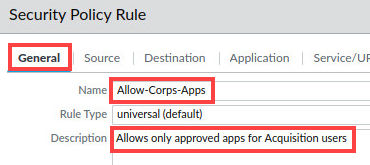 Security Policy Rule
General Source Destination Application Service/UR
Name Allow-Corps-Apps
Rule Type universal (default)
Description Allows only approved apps for Acquisition users